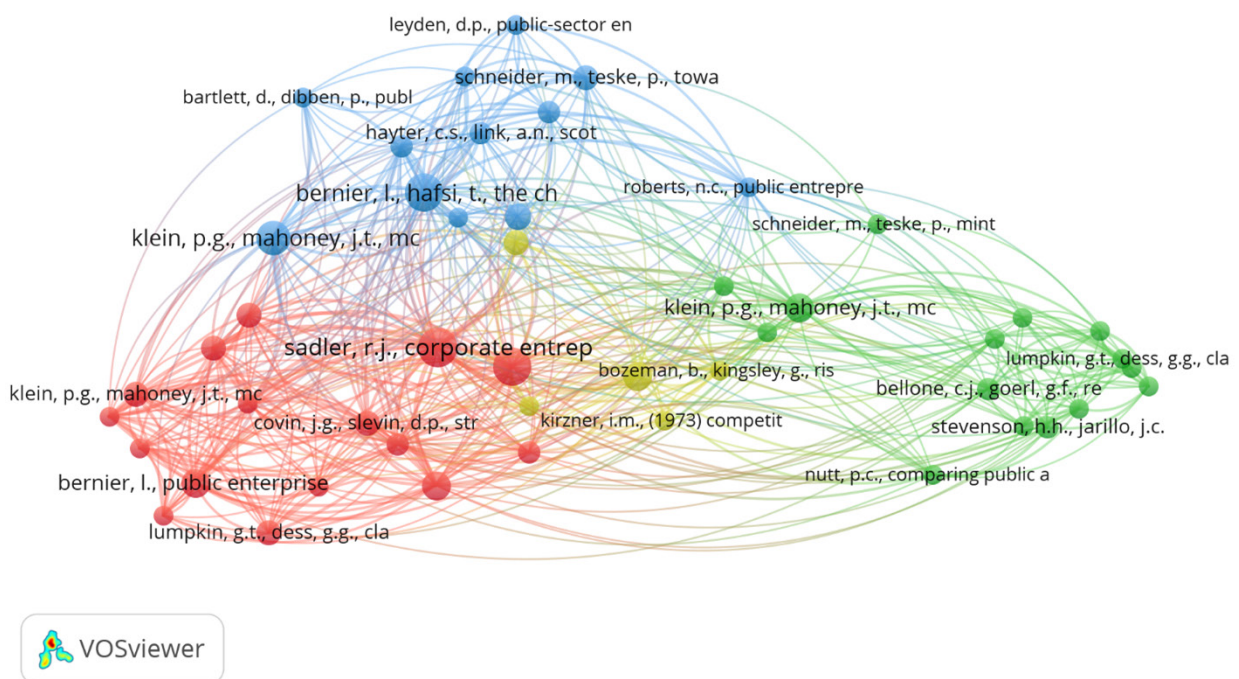 leyden, d.p., public-sector en
schneider, m., teske, p., towa
bartlett, d., dibben, p., publ
hayter, c.s., link, a.n., scot
roberts, n.c., public entrepre
bernier, l., hafsi, t., the ch
schneider, m., teske, p., mint
klein, p.g., mahoney, j.t., mc
klein, p.g., mahoney, j.t., mc
sadler, r.j., corporate entrep
lumpkin, g.t., dess, g.g., cla
bozeman, b., kingsley, g., ris
bellone, c.j., goerl, g.f., re
klein, p.g., mahoney, j.t., mc
covin, j.g., slevin, d.p., str
kirzner, i.m., (1973) competit
stevenson, h.h., jarillo, j.c.
nutt, p.c., comparing public a
bernier, l., public enterprise
lumpkin, g.t., dess, g.g., cla
VOSviewer